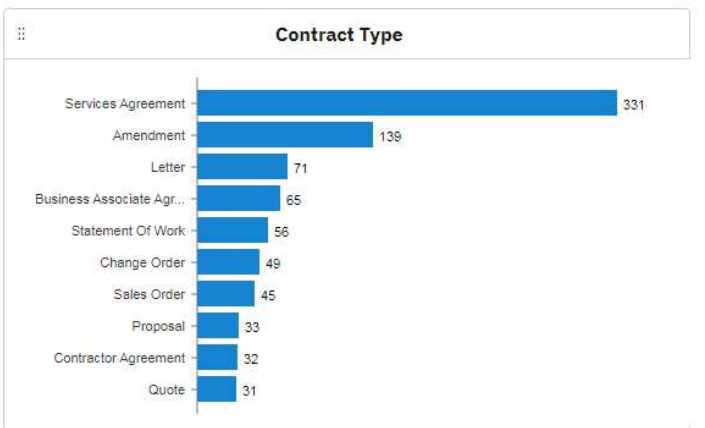 Contract Type
Services Agreement 331
Amendment 139
Letter 71
Business Associate Agr... 65
Statement Of Work 56
Change Order 49
Sales Order 45
Proposal 33
Contractor Agreement 32
Quote 31